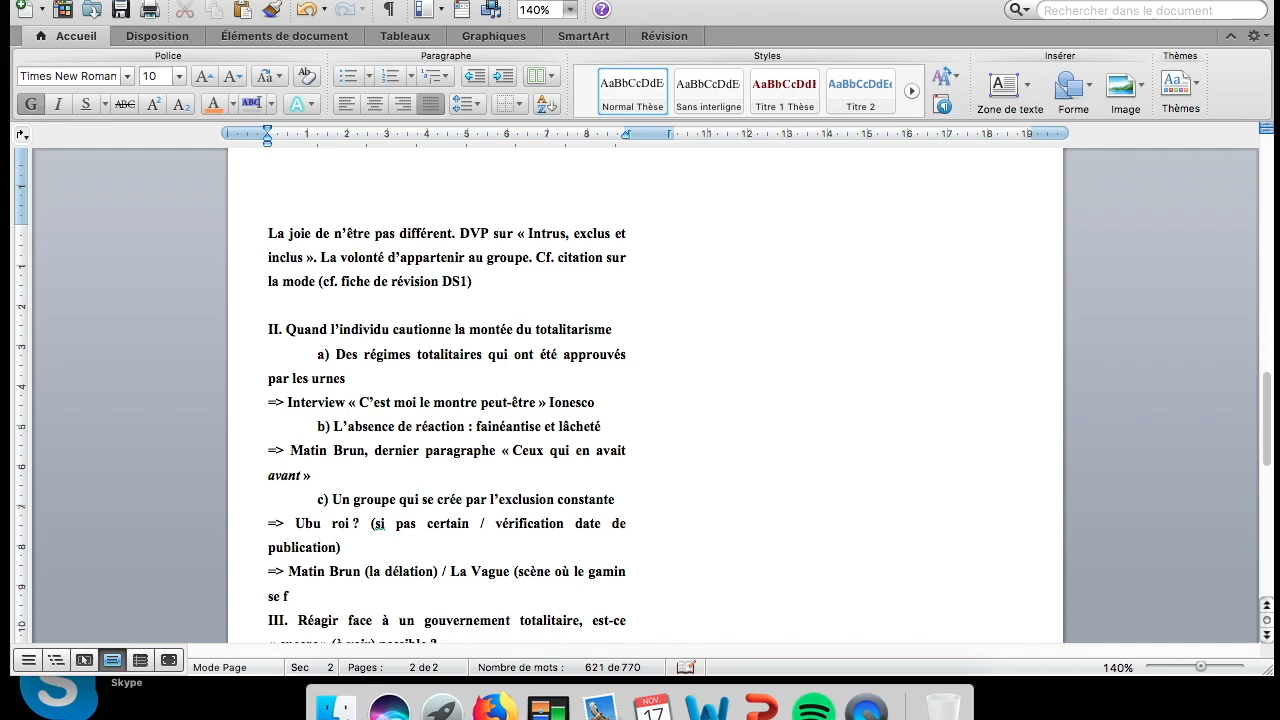 140%
Rechercher dans le document
Accueil
Disposition
Éléments de document
Tableaux
Graphiques
SmartArt
Révision
Police
Paragraphe
Styles
Insérer
Thèmes
Times New Roman
10
AaBbCcDdE
AaBbCcDdE
AaBbCcDdI
AaBbCcDdE
Normal Thèse
Sans interligne
Titre 1 Thèse
Titre 2
Zone de texte
Forme
Image
Thèmes
G I S ABC A2 A2
La joie de n’être pas différent. DVP sur « Intrus, exclus et
inclus ». La volonté d’appartenir au groupe. Cf. citation sur
la mode (cf. fiche de révision DS1)
II. Quand l’individu cautionne la montée du totalitarisme
a) Des régimes totalitaires qui ont été approuvés
par les urnes
=> Interview « C’est moi le montre peut-être » Ionesco
b) L’absence de réaction : fainéantise et lâcheté
=> Matin Brun, dernier paragraphe « Ceux qui en avait
avant »
c) Un groupe qui se crée par l’exclusion constante
=> Ubu roi ? (si pas certain / vérification date de
publication)
=> Matin Brun (la délation) / La Vague (scène où le gamin
se f
III. Réagir face à un gouvernement totalitaire, est-ce
« encore » (à voir) possible ?
Mode Page
Sec 2
Pages : 2 de 2
Nombre de mots : 621 de 770
140%
Skype
NOV.
17